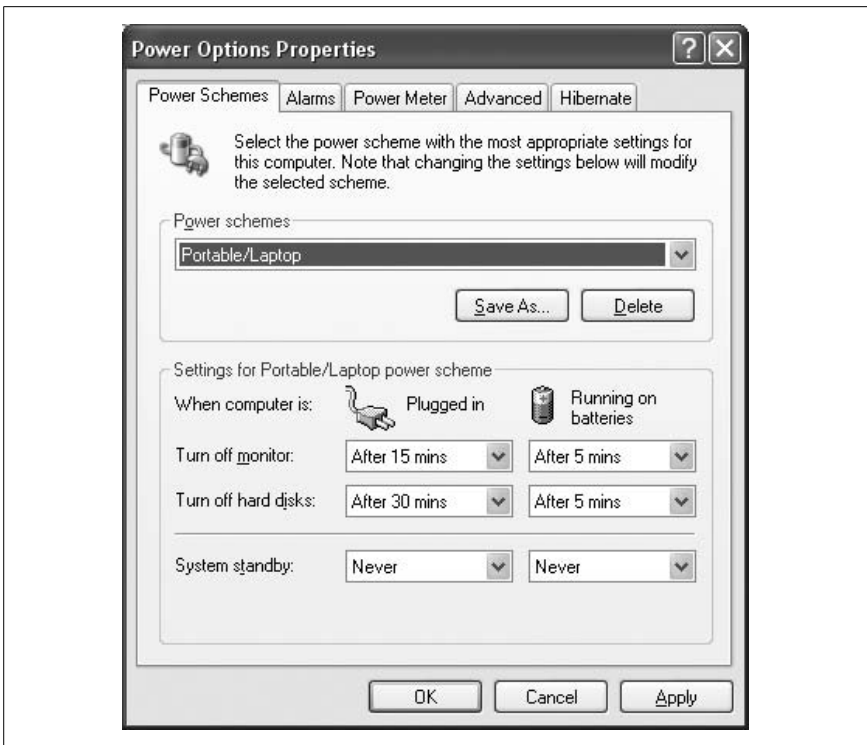 Power Options Properties
Power Schemes Alarms Power Meter Advanced Hibernate
Select the power scheme with the most appropriate settings for
this computer. Note that changing the settings below will modify
the selected scheme.
Power schemes
Portable/Laptop
Save As... Delete
Settings for Portable/Laptop power scheme
When computer is: Plugged in Running on
batteries
Turn off monitor: After 15 mins After 5 mins
Turn off hard disks: After 30 mins After 5 mins
System standby: Never Never
OK Cancel Apply